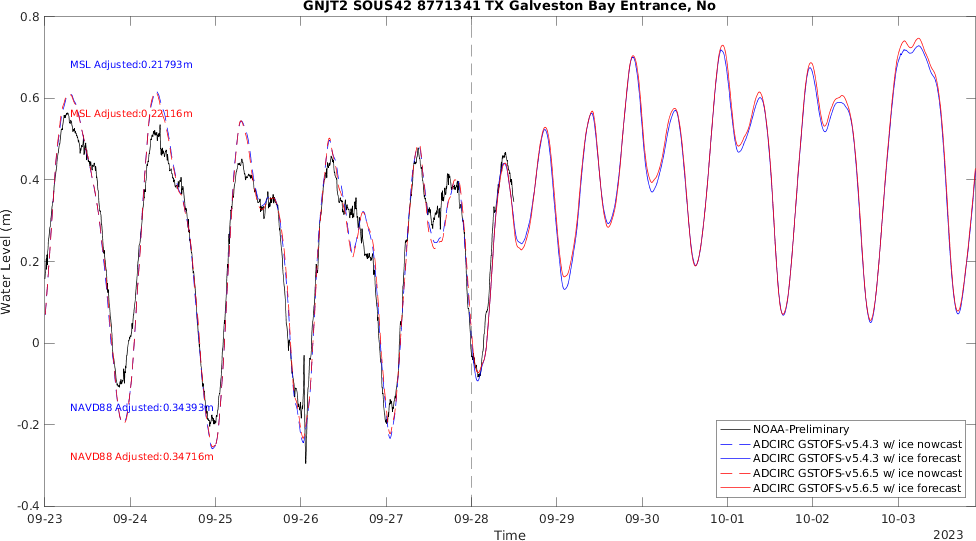 GNJT2 SOUS42 8771341 TX Galveston Bay Entrance, No
0.8
MSL Adjusted:0.21793m
0.6
MSL Adjusted:0.22116m
0.4
Water Level (m)
0.2
0
NAVD88 Adjusted:0.34393m
-0.2
NAVD88 Adjusted:0.34716m
NOAA-Preliminary
ADCIRC GSTOFS-v5.4.3 w/ ice nowcast
ADCIRC GSTOFS-v5.4.3 w/ ice forecast
ADCIRC GSTOFS-v5.6.5 w/ ice nowcast
ADCIRC GSTOFS-v5.6.5 w/ ice forecast
-0.4
09-23 09-24 09-25 09-26 09-27 09-28 09-29 09-30 10-01 10-02 10-03
Time
2023